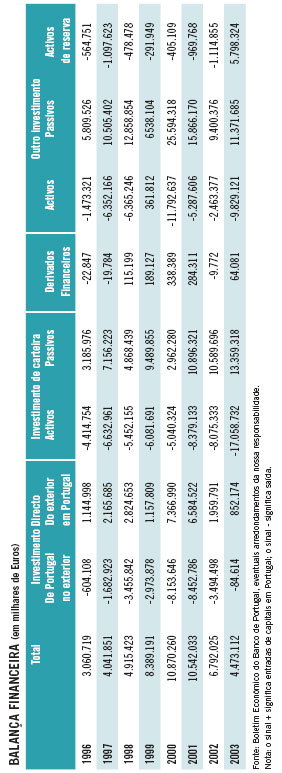 BALANÇA FINANCEIRA (em milhares de Euros)
Total Investimento Directo Investimento de carteira Derivados Outro Investimento Activos
De Portugal Do exterior Activos Passivos Financeiros Activos Passivos de reserva
no exterior em Portugal
1996 3.060.719 -604.108 1.144.998 -4.414.754 3.185.976 -22.847 -1.473.321 5.809.526 -564.751
1997 4.041.851 -1.682.923 2.165.685 -6.632.961 7.156.223 -19.784 -6.352.166 10.505.402 -1.097.623
1998 4.915.423 -3.455.842 2.824.653 -5.452.155 4.868.439 115.199 -6.365.246 12.858.854 -478.478
1999 8.389.191 -2.973.878 1.157.809 -6.081.691 9.489.855 189.127 361.812 6538.104 -291.949
2000 10.870.260 -8.153.646 7.366.990 -5.040.324 2.962.280 338.389 -11.792.637 25.594.318 -405.109
2001 10.542.033 -8.452.786 6.584.522 -8.379.133 10.896.321 284.311 -5.287.606 15.866.170 -969.768
2002 6.792.025 -3.494.498 1.959.791 -8.075.333 10.589.696 -9.772 -2.463.377 9.400.376 -1.114.855
2003 4.473.112 -84.614 852.174 -17.058.732 13.359.318 64.081 -9.829.121 11.371.685 5.798.324
Fonte: Boletim Económico do Banco de Portugal, eventuais arredondamentos da nossa responsabilidade.
Nota: o sinal + significa entradas de capitais em Portugal; o sinal - significa saída.